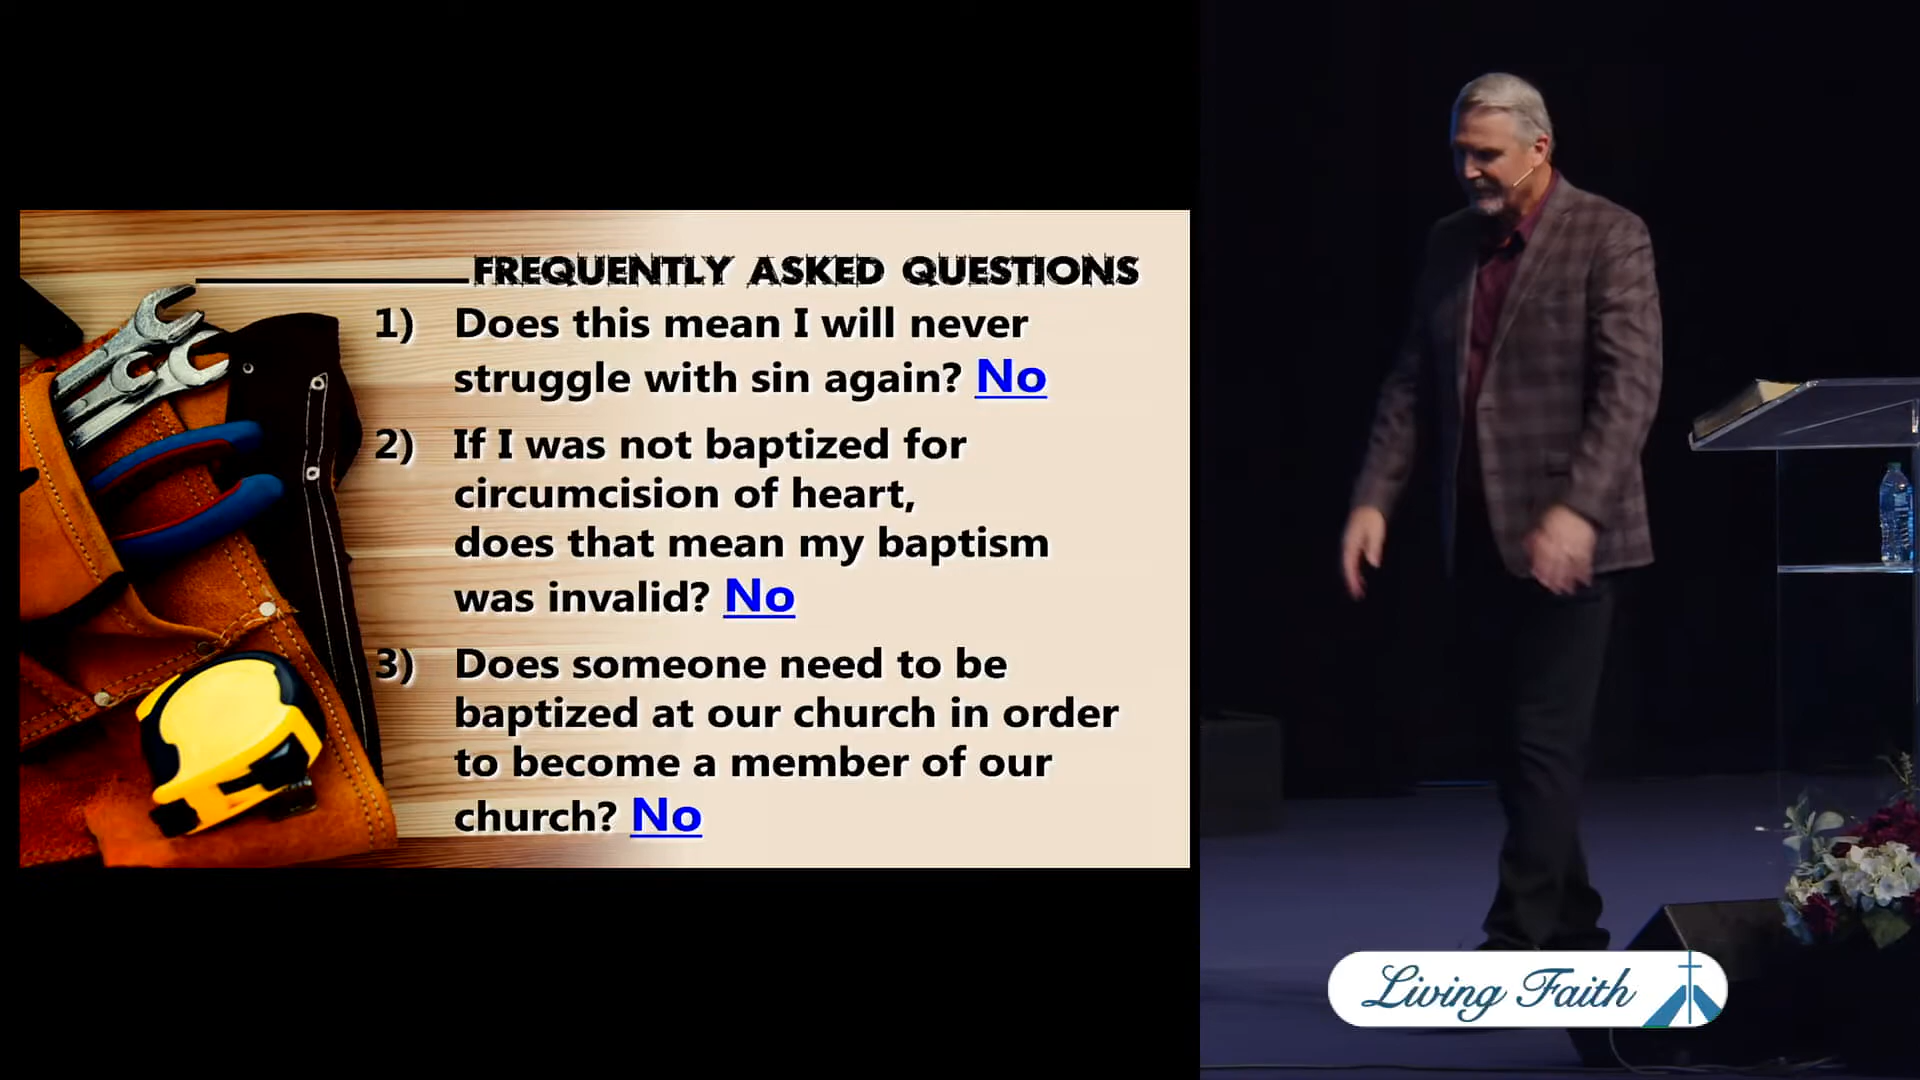 FREQUENTLY ASKED QUESTIONS
1) Does this mean I will never
struggle with sin again? No
2) If I was not baptized for
circumcision of heart,
does that mean my baptism
was invalid? No
3) Does someone need to be
baptized at our church in order
to become a member of our
church? No
Living Faith